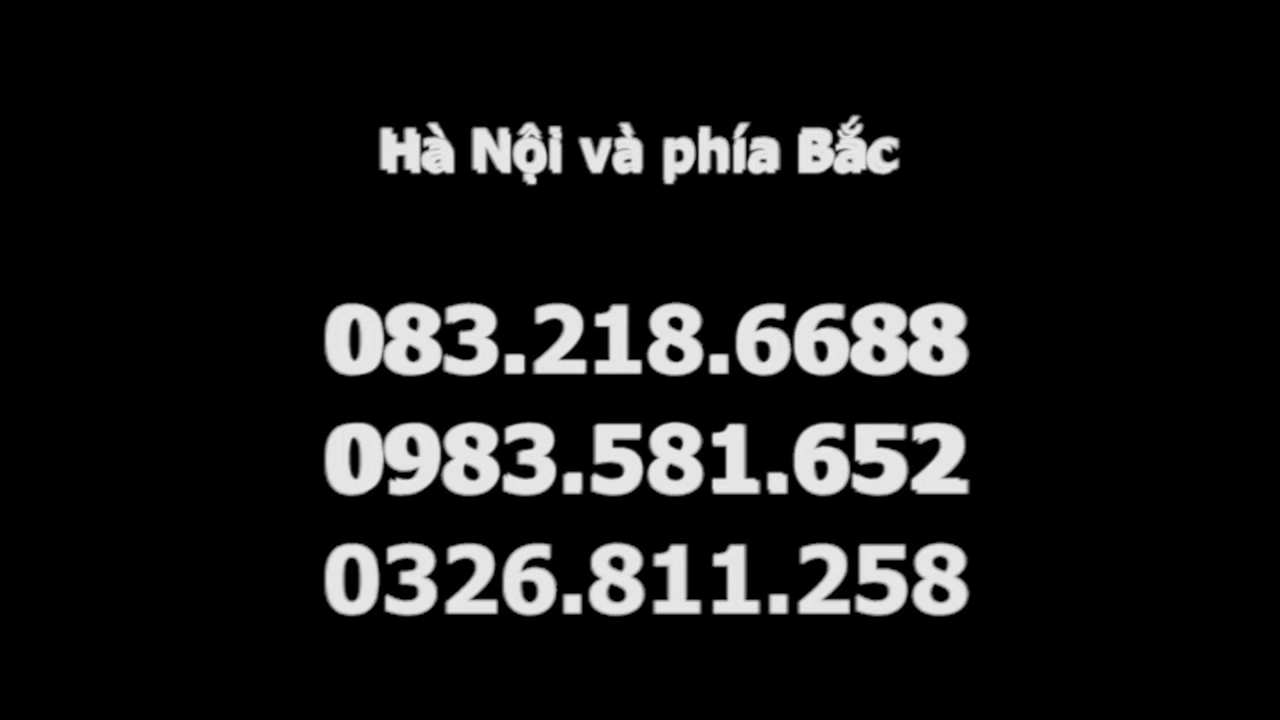 Hà Nội và phía Bắc
083.218.6688
0983.581.652
0326.811.258